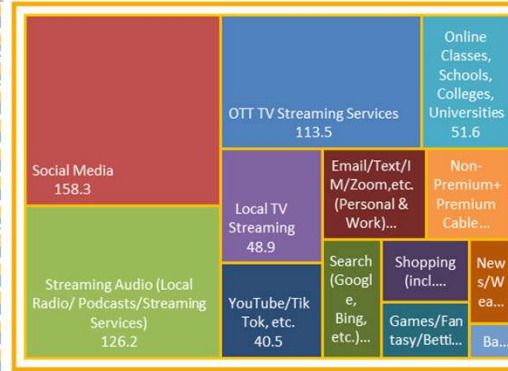 Social Media
158.3
Streaming Audio (Local
Radio/ Podcasts/Streaming
Services)
126.2
OTT TV Streaming Services
113.5
Online
Classes,
Schools,
Colleges,
Universities
51.6
Local TV
Streaming
48.9
YouTube/Tik
Tok, etc.
40.5
Email/Text/I
M/Zoom,etc.
(Personal &
Work)...
Non-
Premium+
Premium
Cable...
Search
(Googl
e,
Bing,
etc.)...
Shopping
(incl....
Games/Fan
tasy/Betti...
New
s/W
ea...
Ba...